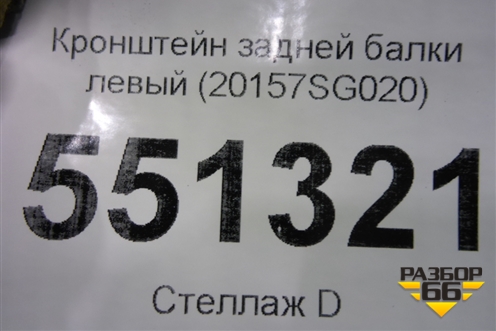 Кронштейн задней балки
левый (20157SG020)
551321
Стеллаж D
РАЗБОР
66